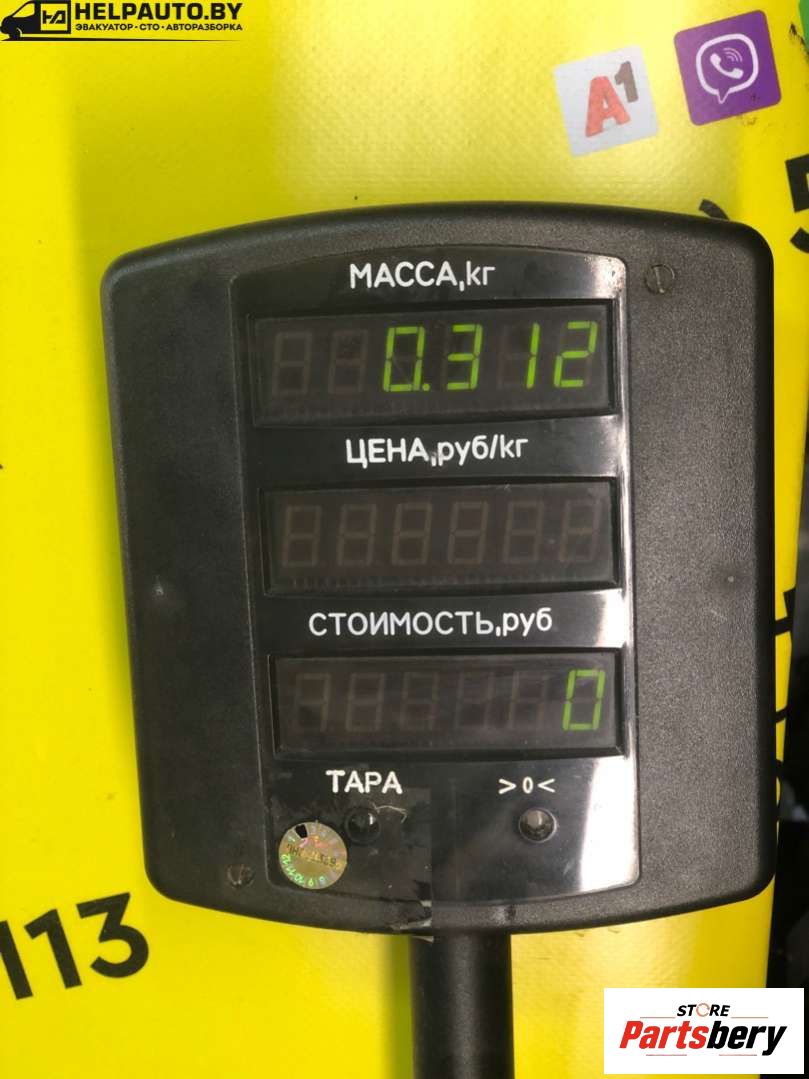 HELPAUTO.BY
ЭВАКУАТОР · СТО · АВТОРАЗБОРКА
A1
МАССА,кг
0.312
ЦЕНА,руб/кг
СТОИМОСТЬ,руб
0
ТАРА
>0<
113
STORE
Partsbery